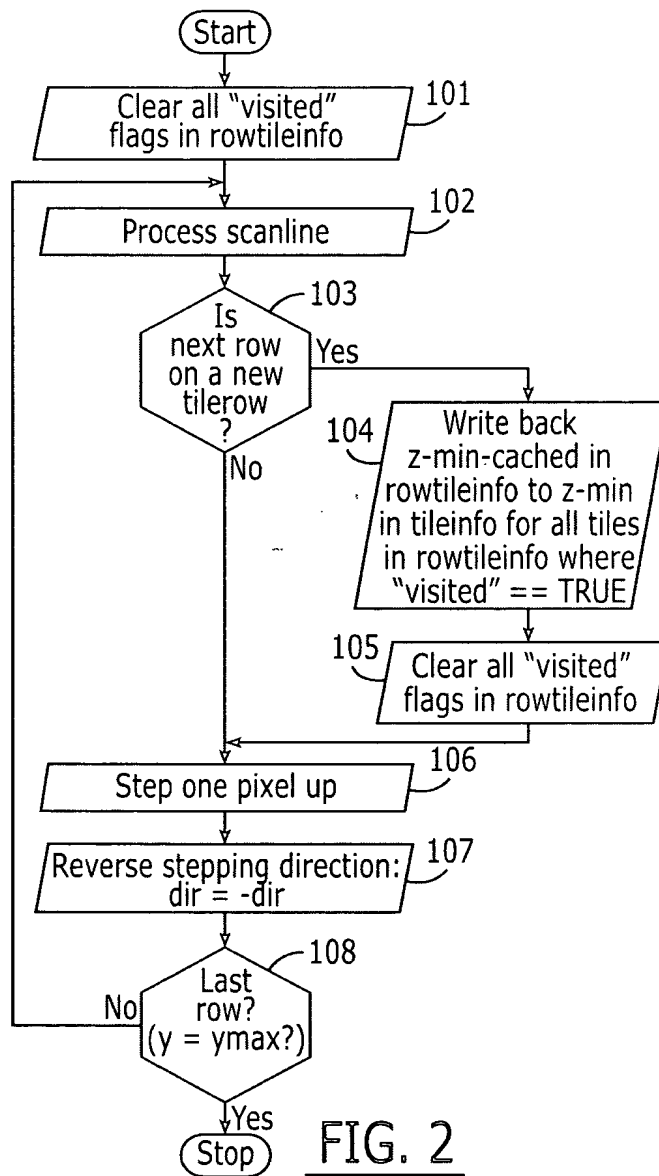 Start
Clear all "visited"
flags in rowtileinfo
101
Process scanline
102
Is
next row
on a new
tilerow
?
103
Yes
No
Write back
z-min-cached in
rowtileinfo to z-min
in tileinfo for all tiles
in rowtileinfo where
"visited" == TRUE
104
Clear all "visited"
flags in rowtileinfo
105
Step one pixel up
106
Reverse stepping direction:
dir = -dir
107
Last
row?
(y = ymax?)
108
No
Yes
Stop
FIG. 2